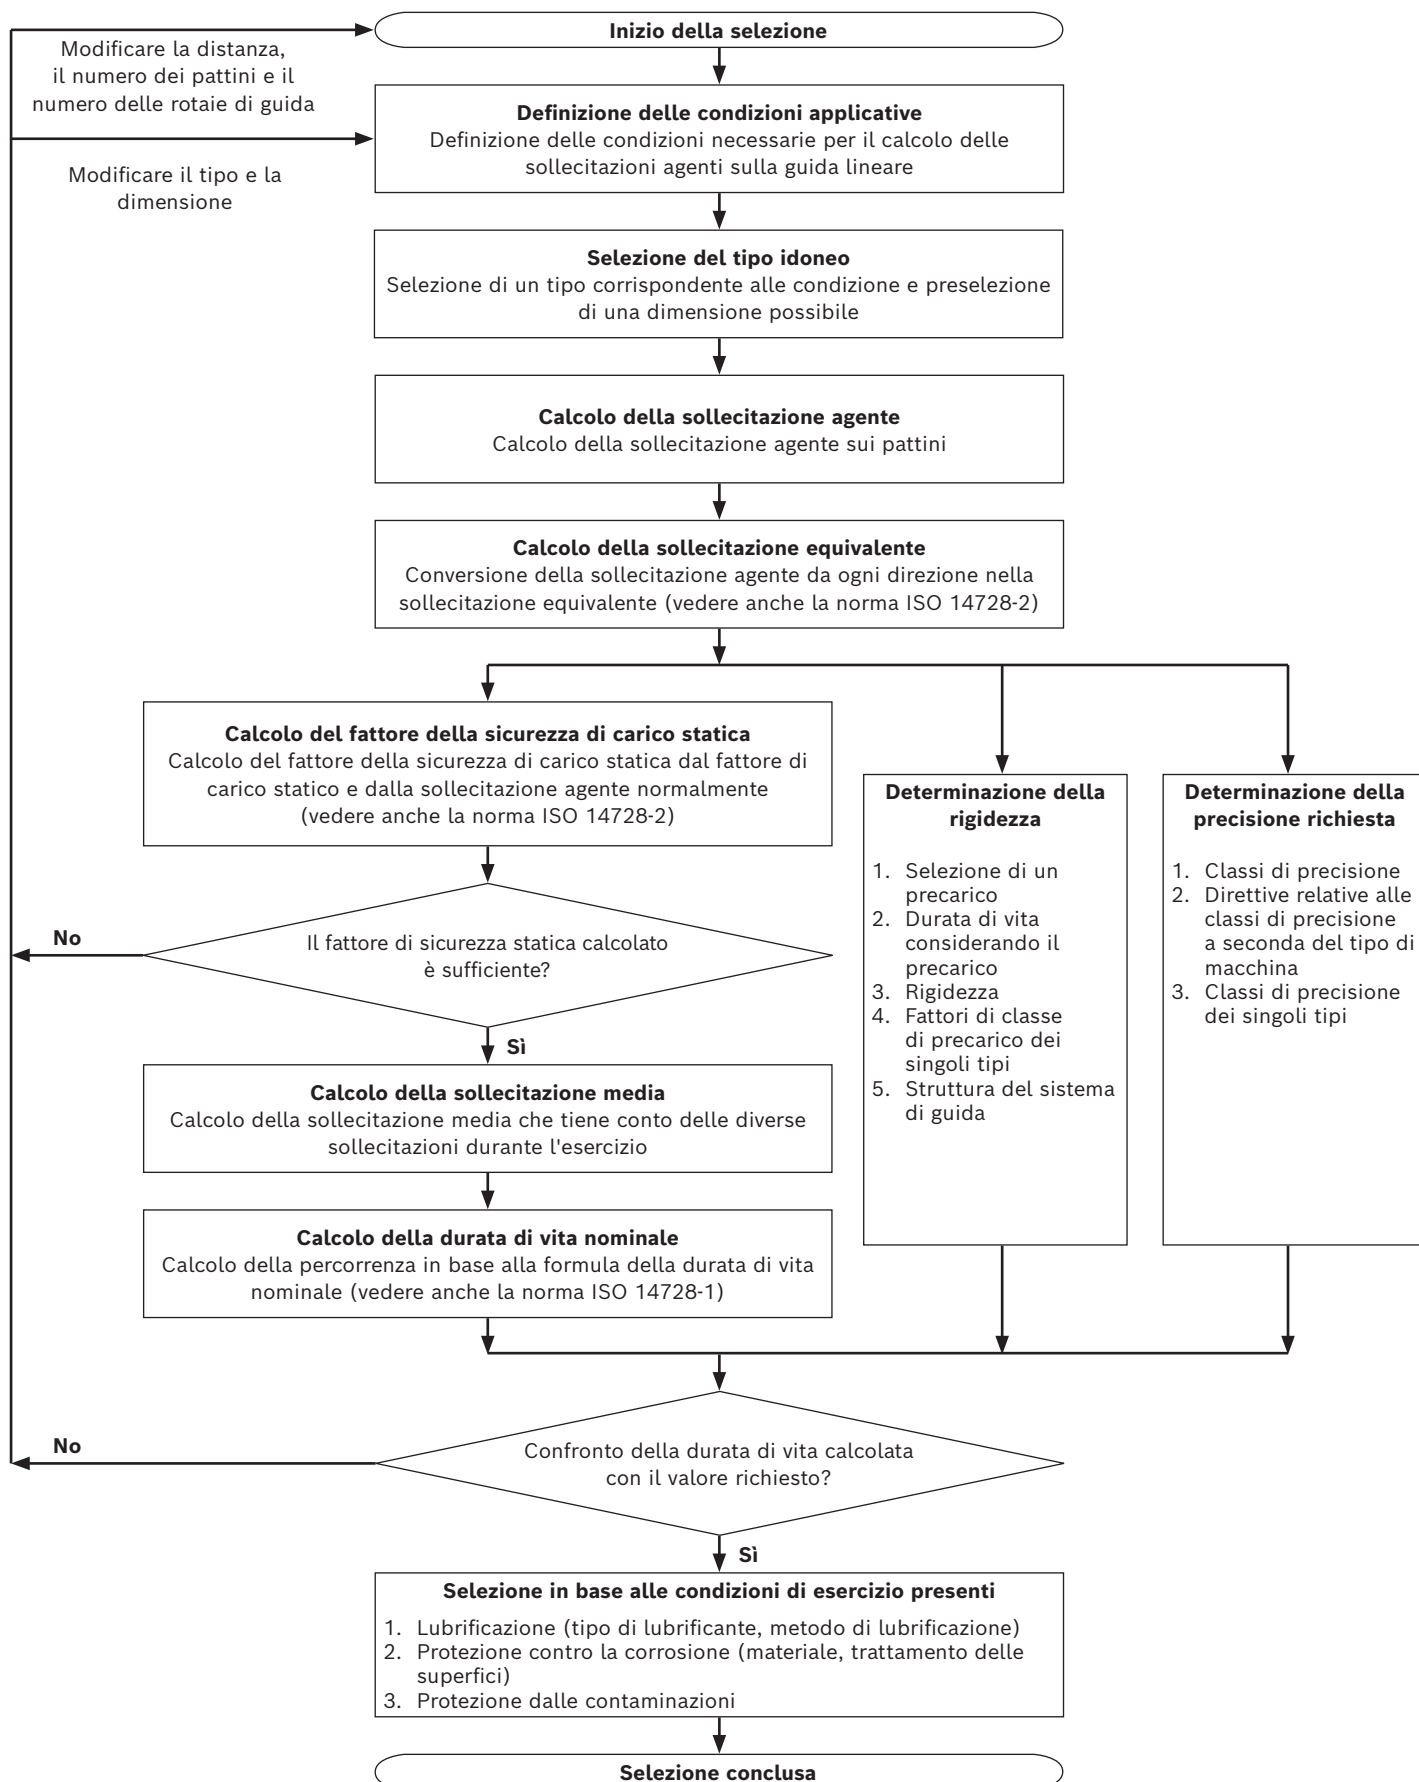 Inizio della selezione
Modificare la distanza,
il numero dei pattini e il
numero delle rotaie di guida
Definizione delle condizioni applicative
Definizione delle condizioni necessarie per il calcolo delle
sollecitazioni agenti sulla guida lineare
Modificare il tipo e la
dimensione
Selezione del tipo idoneo
Selezione di un tipo corrispondente alle condizione e preselezione
di una dimensione possibile
Calcolo della sollecitazione agente
Calcolo della sollecitazione agente sui pattini
Calcolo della sollecitazione equivalente
Conversione della sollecitazione agente da ogni direzione nella
sollecitazione equivalente (vedere anche la norma ISO 14728-2)
Calcolo del fattore della sicurezza di carico statica
Calcolo del fattore della sicurezza di carico statica dal fattore di
carico statico e dalla sollecitazione agente normalmente
(vedere anche la norma ISO 14728-2)
No
Il fattore di sicurezza statica calcolato
è sufficiente?
Sì
Calcolo della sollecitazione media
Calcolo della sollecitazione media che tiene conto delle diverse
sollecitazioni durante l'esercizio
Calcolo della durata di vita nominale
Calcolo della percorrenza in base alla formula della durata di vita
nominale (vedere anche la norma ISO 14728-1)
Determinazione della
rigidezza
1. Selezione di un
precarico
2. Durata di vita
considerando il
precarico
3. Rigidezza
4. Fattori di classe
di precarico dei
singoli tipi
5. Struttura del sistema
di guida
Determinazione della
precisione richiesta
1. Classi di precisione
2. Direttive relative alle
classi di precisione
a seconda del tipo di
macchina
3. Classi di precisione
dei singoli tipi
No
Confronto della durata di vita calcolata
con il valore richiesto?
Sì
Selezione in base alle condizioni di esercizio presenti
1. Lubrificazione (tipo di lubrificante, metodo di lubrificazione)
2. Protezione contro la corrosione (materiale, trattamento delle
superfici)
3. Protezione dalle contaminazioni
Selezione conclusa